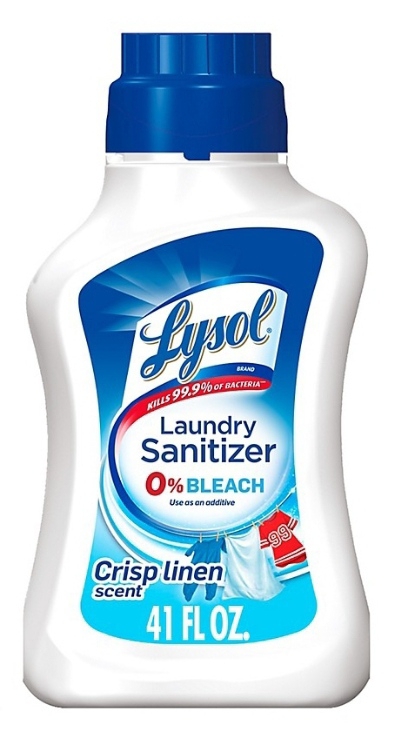 Lysol®
BRAND
KILLS 99.9% OF BACTERIA**
Laundry
Sanitizer
0% BLEACH
Use as an additive
99
Crisp linen
scent
41 FL OZ.